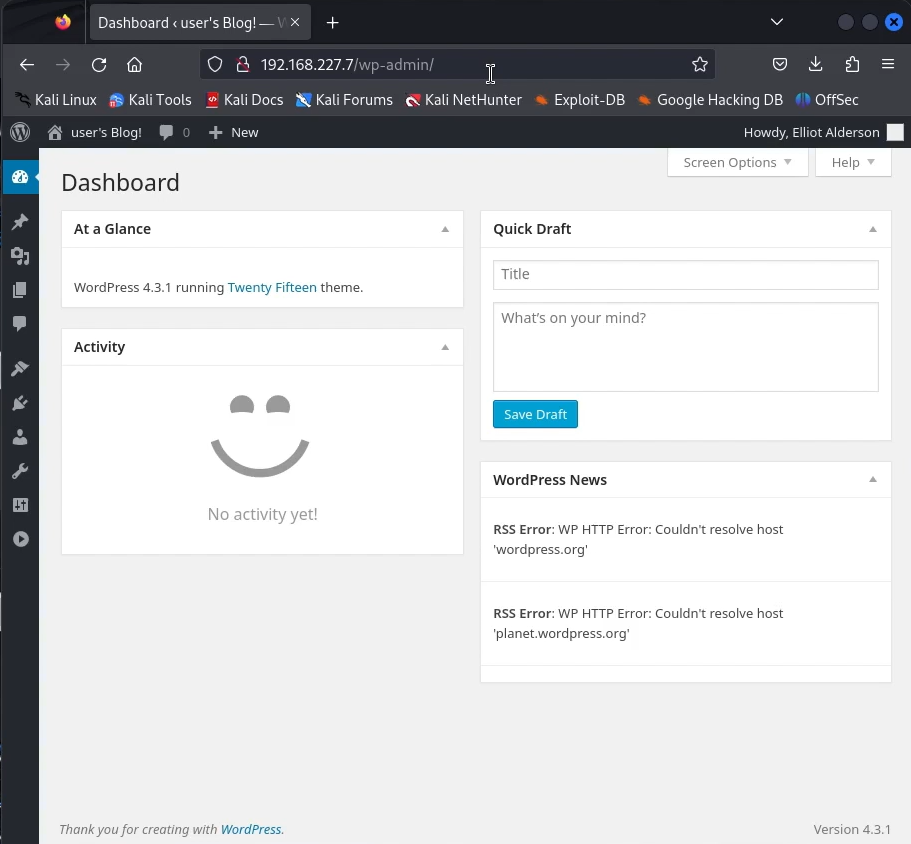 Dashboard ‹ user's Blog! — W
192.168.227.7/wp-admin/
Kali Linux Kali Tools Kali Docs Kali Forums Kali NetHunter Exploit-DB Google Hacking DB OffSec
user's Blog! 0 New Howdy, Elliot Alderson
Screen Options Help
Dashboard
At a Glance
WordPress 4.3.1 running Twenty Fifteen theme.
Activity
No activity yet!
Quick Draft
Title
What's on your mind?
Save Draft
WordPress News
RSS Error: WP HTTP Error: Couldn't resolve host
'wordpress.org'
RSS Error: WP HTTP Error: Couldn't resolve host
'planet.wordpress.org'
Thank you for creating with WordPress. Version 4.3.1